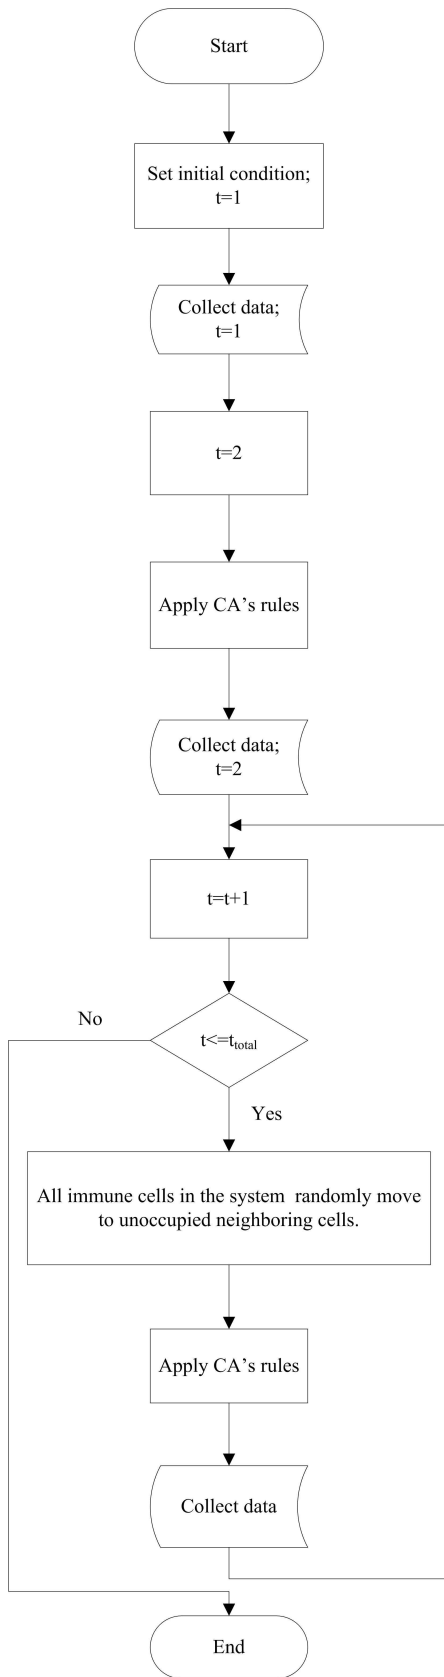 Start
Set initial condition;
t=1
Collect data;
t=1
t=2
Apply CA’s rules
Collect data;
t=2
t=t+1
No
t<=t_total
Yes
All immune cells in the system randomly move
to unoccupied neighboring cells.
Apply CA’s rules
Collect data
End